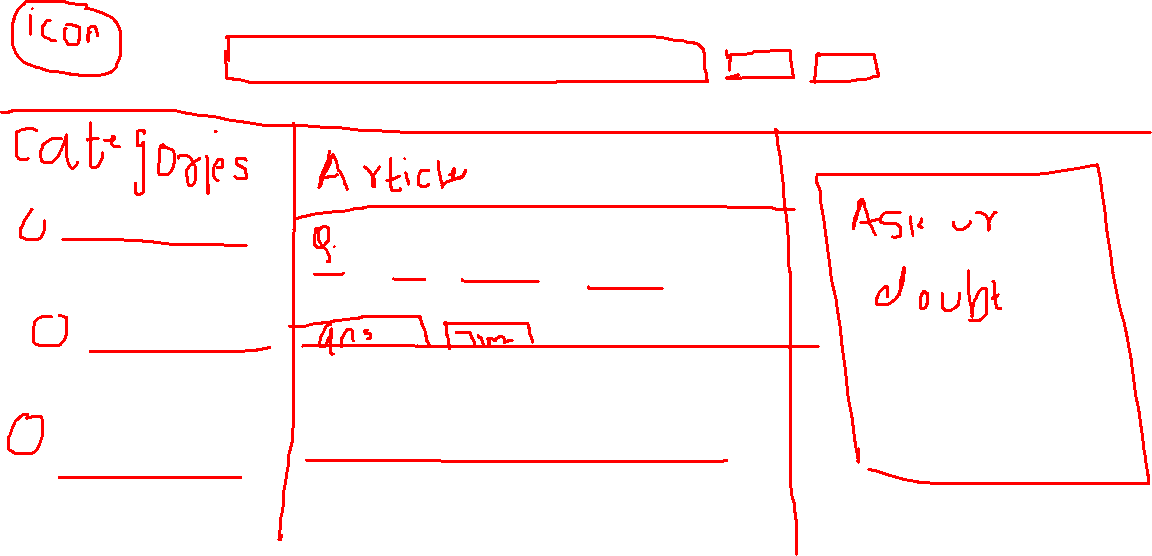 icon
Categories
Article
Q.
ans
Ask ur
doubt